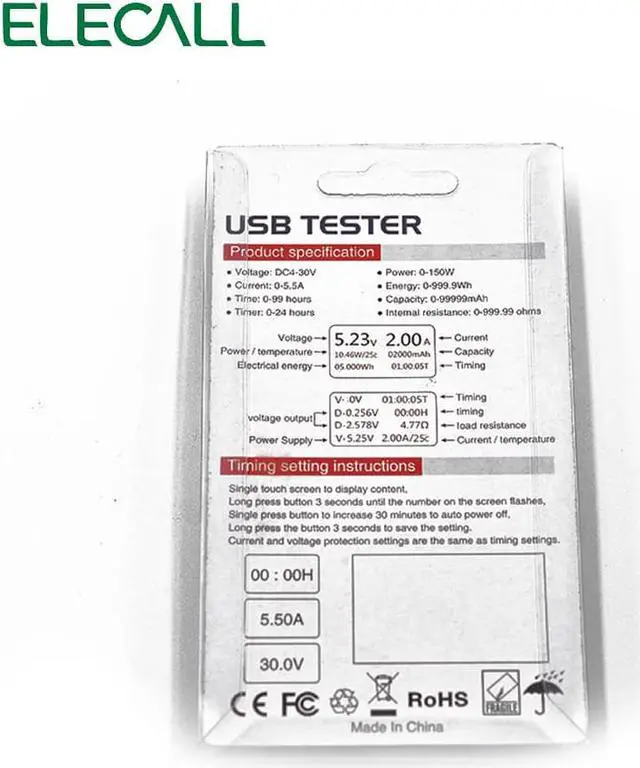 ELECALL
USB TESTER
Product specification
• Voltage: DC4-30V • Power: 0-150W
• Current: 0-5.5A • Energy: 0-999.9Wh
• Time: 0-99 hours • Capacity: 0-99999mAh
• Timer: 0-24 hours • Internal resistance: 0-999.99 ohms
Voltage 5.23V 2.00A Current
Power / temperature 10.46W/25c 02000mAh Capacity
Electrical energy 05.000Wh 01:00:05T Timing
V- :0V 01:00:05T Timing
D-0.256V 00:00H timing
voltage output D-2.578V 4.77Ω load resistance
Power Supply V-5.25V 2.00A/25c Current / temperature
Timing setting instructions
Single touch screen to display content,
Long press button 3 seconds until the number on the screen flashes,
Single press button to increase 30 minutes to auto power off,
Long press the button 3 seconds to save the setting.
Current and voltage protection settings are the same as timing settings.
00 : 00H
5.50A
30.0V
CE FC RoHS FRAGILE
Made In China